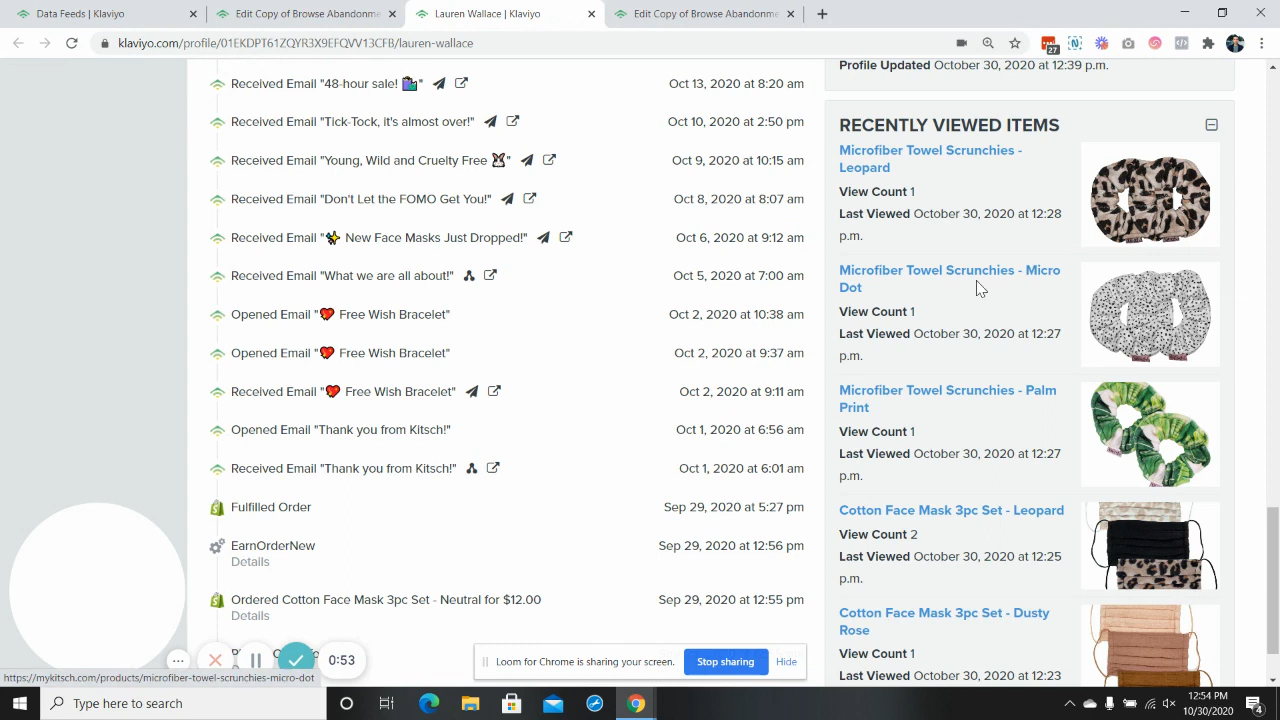 Data Feeds | Klaviyo
Edit Copy of Browse Abandonme
Lauren Wallace | Klaviyo
Edit Copy of Browse Abandonme
klaviyo.com/profile/01EKDPT61ZQYR3X9EFQVV13CFB/lauren-wallace
27
Received Email "48-hour sale! 🛍️" Oct 13, 2020 at 8:20 am
Received Email "Tick-Tock, it's almost over!" Oct 10, 2020 at 2:50 pm
Received Email "Young, Wild and Cruelty Free 🐰" Oct 9, 2020 at 10:15 am
Received Email "Don't Let the FOMO Get You!" Oct 8, 2020 at 8:07 am
Received Email "✨ New Face Masks Just Dropped!" Oct 6, 2020 at 9:12 am
Received Email "What we are all about!" Oct 5, 2020 at 7:00 am
Opened Email "💖 Free Wish Bracelet" Oct 2, 2020 at 10:38 am
Opened Email "💖 Free Wish Bracelet" Oct 2, 2020 at 9:37 am
Received Email "💖 Free Wish Bracelet" Oct 2, 2020 at 9:11 am
Opened Email "Thank you from Kitsch!" Oct 1, 2020 at 6:56 am
Received Email "Thank you from Kitsch!" Oct 1, 2020 at 6:01 am
Fulfilled Order Sep 29, 2020 at 5:27 pm
EarnOrderNew Sep 29, 2020 at 12:56 pm
Details
Ordered Cotton Face Mask 3pc Set - Neutral for $12.00 Sep 29, 2020 at 12:55 pm
Details
Profile Updated October 30, 2020 at 12:39 p.m.
RECENTLY VIEWED ITEMS
Microfiber Towel Scrunchies -
Leopard
View Count 1
Last Viewed October 30, 2020 at 12:28
p.m.
Microfiber Towel Scrunchies - Micro
Dot
View Count 1
Last Viewed October 30, 2020 at 12:27
p.m.
Microfiber Towel Scrunchies - Palm
Print
View Count 1
Last Viewed October 30, 2020 at 12:27
p.m.
Cotton Face Mask 3pc Set - Leopard
View Count 2
Last Viewed October 30, 2020 at 12:25
p.m.
Cotton Face Mask 3pc Set - Dusty
Rose
View Count 1
Last Viewed October 30, 2020 at 12:23
0:53
Loom for Chrome is sharing your screen. Stop sharing Hide
https://mykitsch.com/products/microfiber-towel-scrunchies-micro-dot
Type here to search
12:54 PM
10/30/2020
4